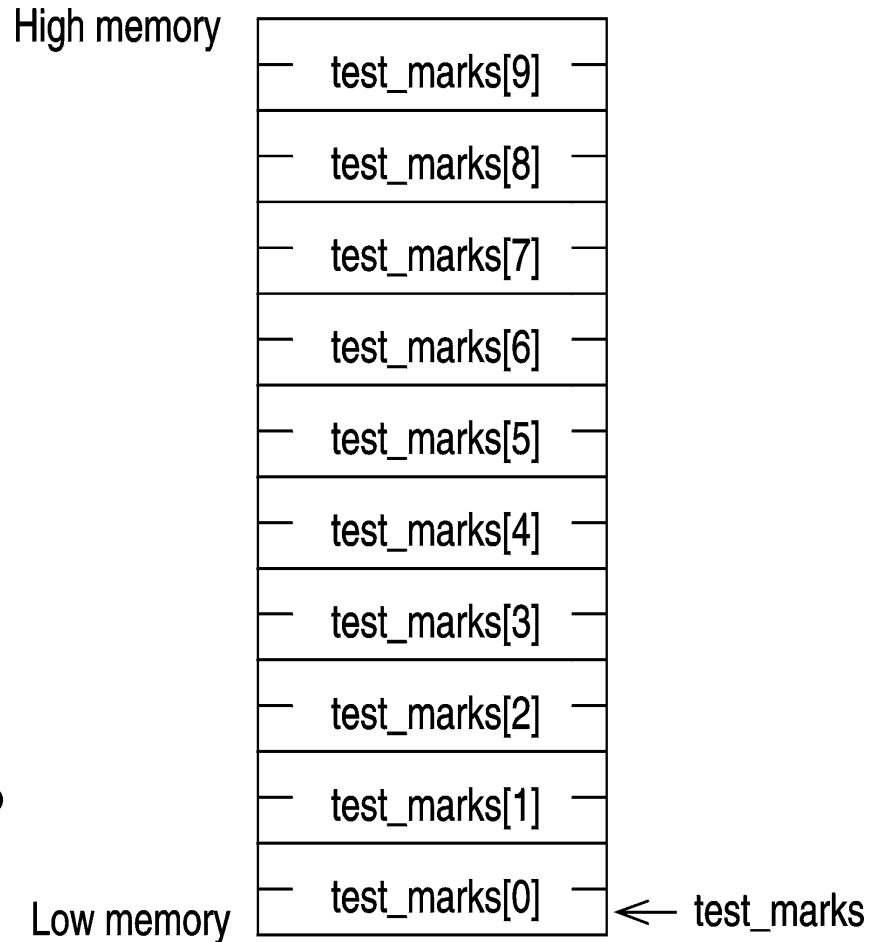 High memory
test_marks[9]
test_marks[8]
test_marks[7]
test_marks[6]
test_marks[5]
test_marks[4]
test_marks[3]
test_marks[2]
test_marks[1]
test_marks[0]
Low memory
test_marks